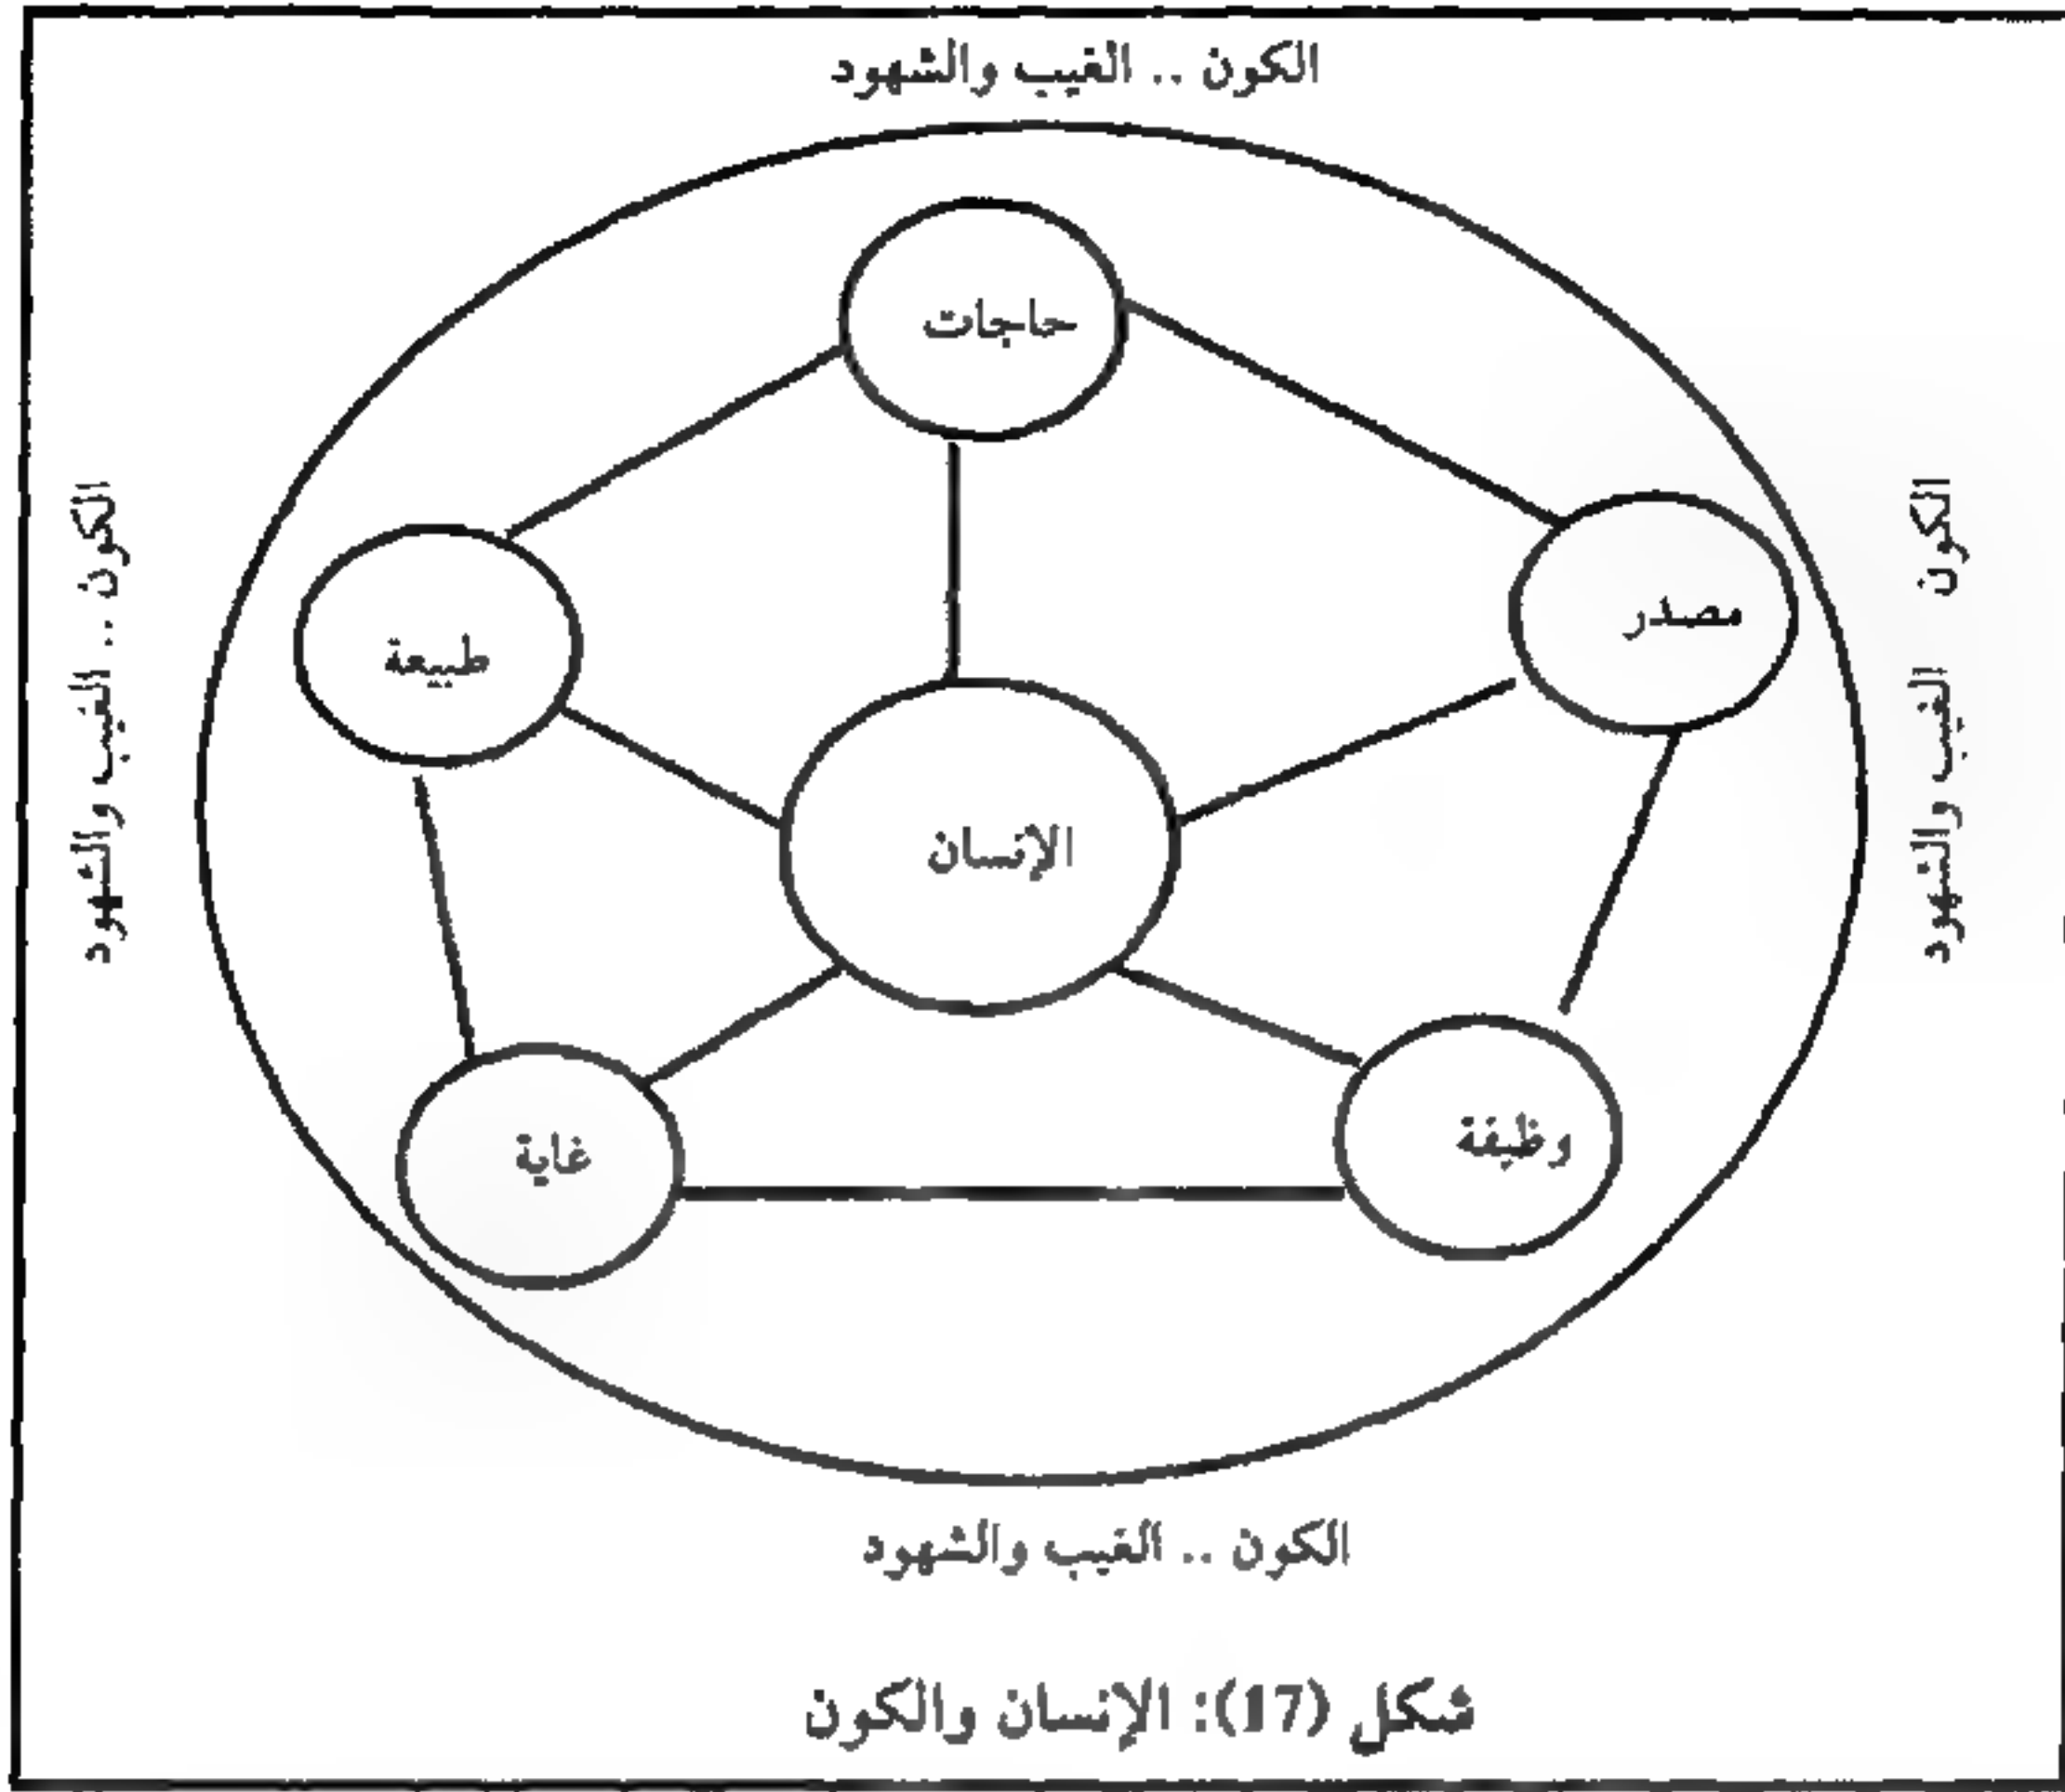 الكون .. الغيب والشهود
حاجات
مصدر
طبيعة
الكون الغيب والشهود
الكون .. الغيب والشهود
الإنسان
وظيفة
غاية
الكون .. الغيب والشهود
شكل (17): الإنسان والكون